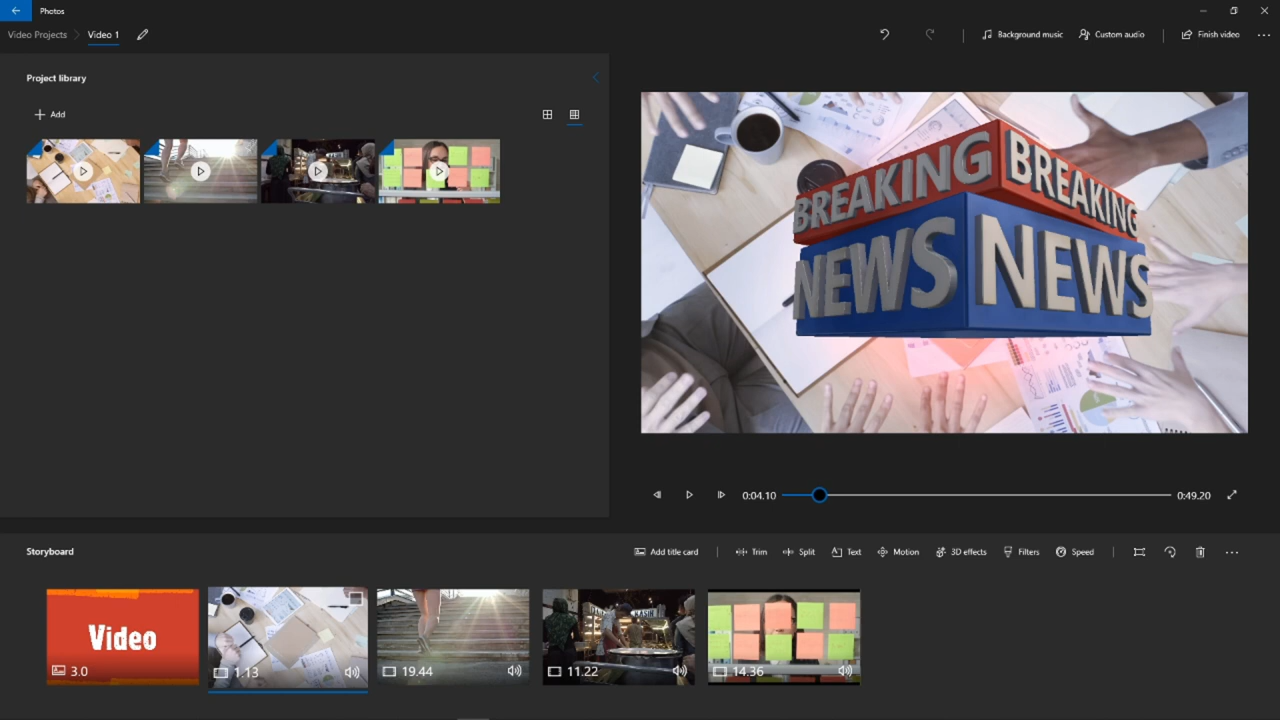 Photos
Video Projects
Video 1
Background music
Custom audio
Finish video
Project library
Add
BREAKING BREAKING
NEWS NEWS
0:04.10
0:49.20
Storyboard
Add title card
Trim
Split
Text
Motion
3D effects
Filters
Speed
Video
3.0
1.13
19.44
11.22
14.36